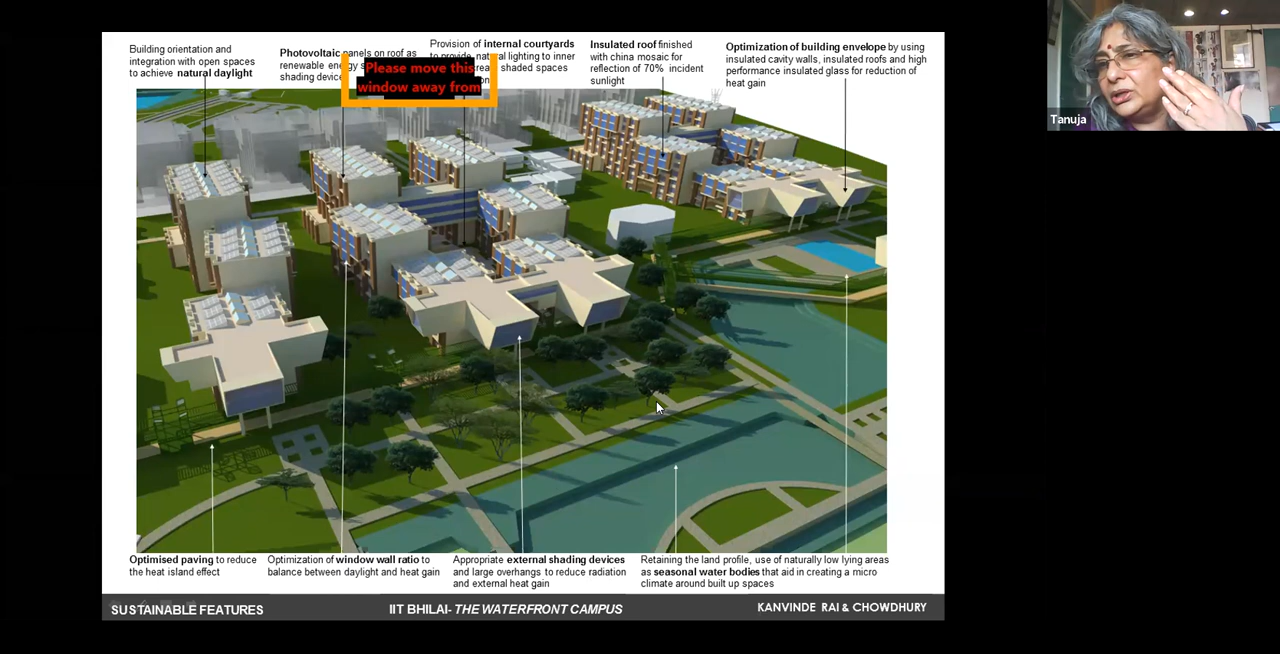 Building orientation and
integration with open spaces
to achieve natural daylight
Photovoltaic panels on roof as
renewable energy
shading
Provision of internal courtyards
to provide natural lighting to inner
shaded spaces
Insulated roof finished
with china mosaic for
reflection of 70% incident
sunlight
Optimization of building envelope by using
insulated cavity walls, insulated roofs and high
performance insulated glass for reduction of
heat gain
Please move this
window away from
Tanuja
Optimised paving to reduce
the heat island effect
Optimization of window wall ratio to
balance between daylight and heat gain
Appropriate external shading devices
and large overhangs to reduce radiation
and external heat gain
Retaining the land profile, use of naturally low lying areas
as seasonal water bodies that aid in creating a micro
climate around built up spaces
SUSTAINABLE FEATURES
IIT BHILAI- THE WATERFRONT CAMPUS
KANVINDE RAI & CHOWDHURY